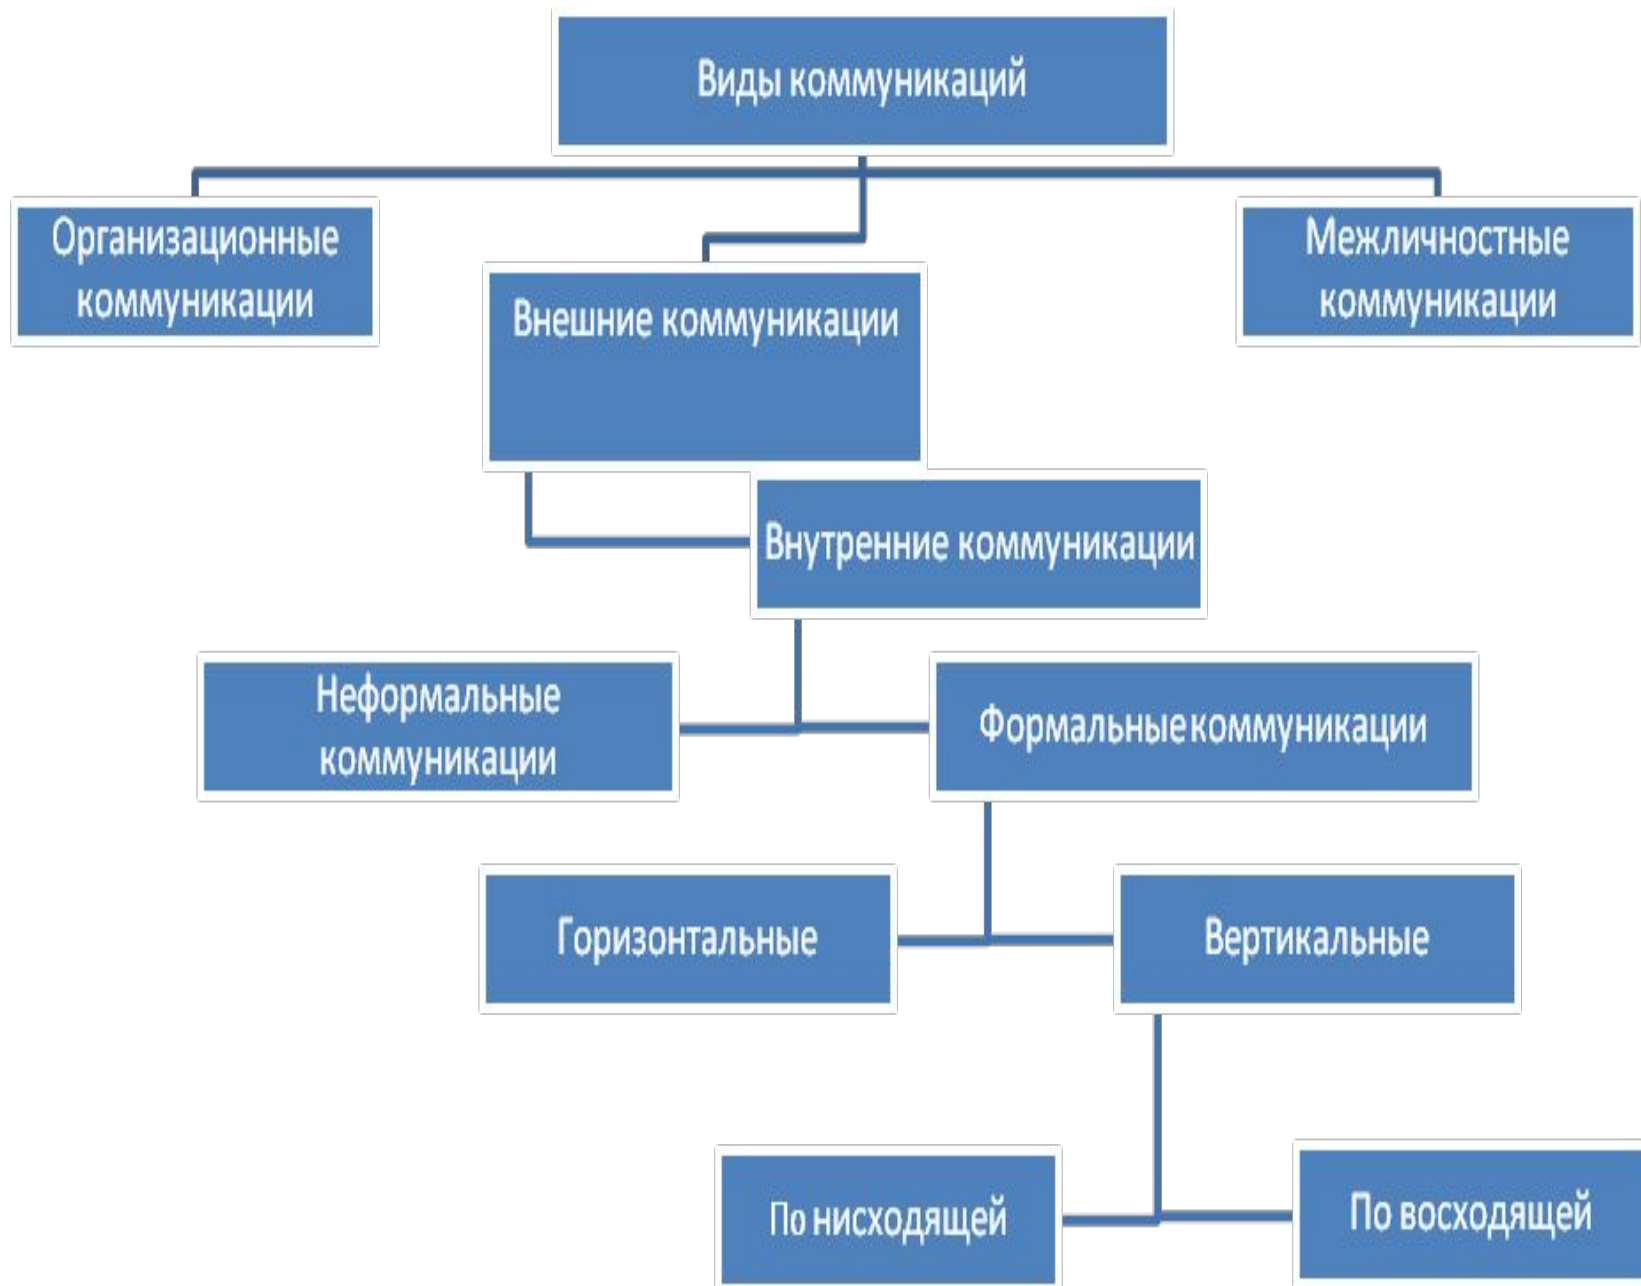 Виды коммуникаций
Организационные
коммуникации
Внешние коммуникации
Межличностные
коммуникации
Внутренние коммуникации
Неформальные
коммуникации
Формальные коммуникации
Горизонтальные
Вертикальные
По нисходящей
По восходящей